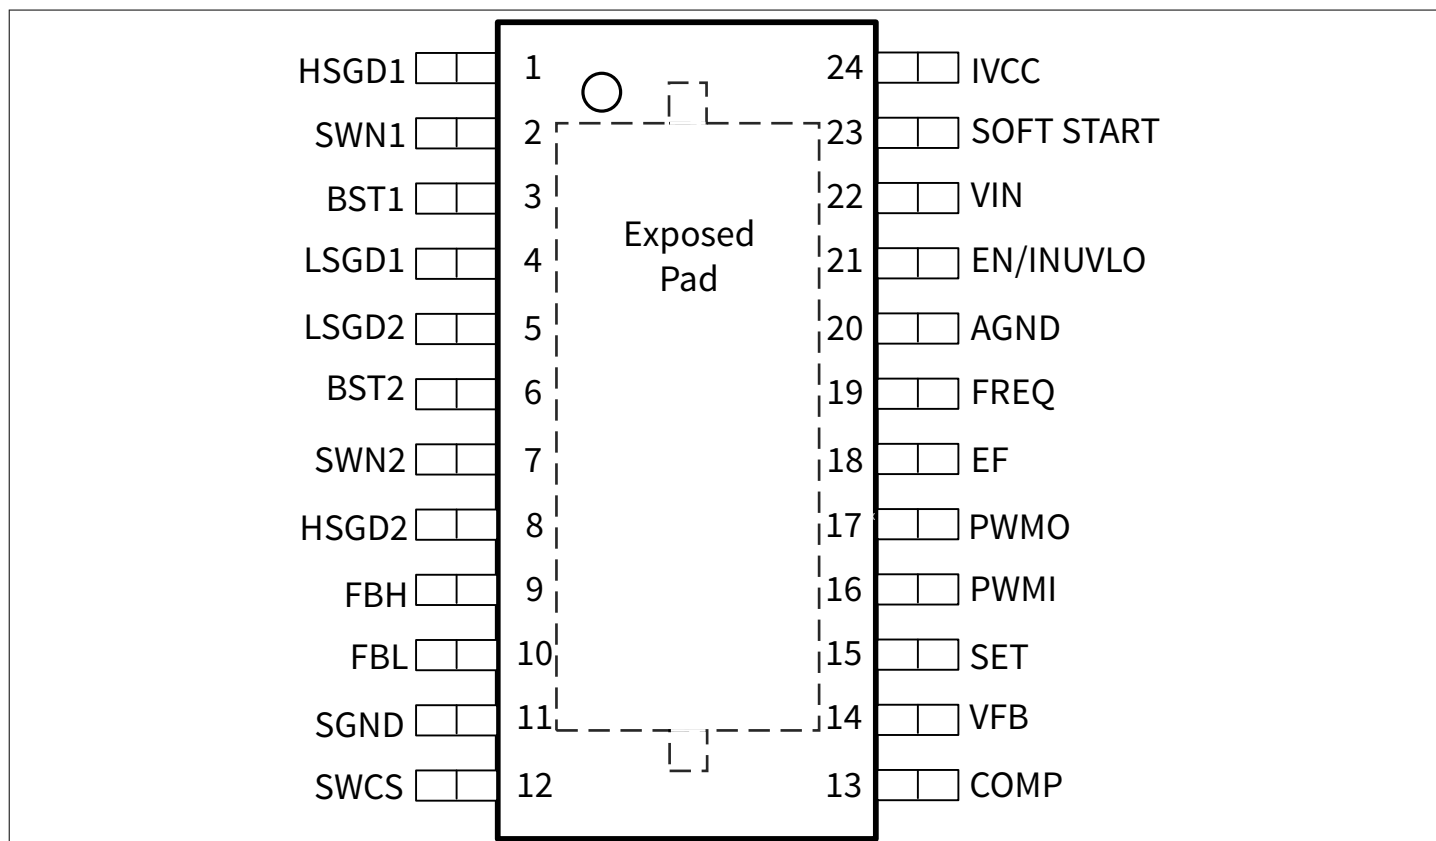 HSGD1 1 24 IVCC
SWN1 2 23 SOFT START
BST1 3 22 VIN
Exposed
Pad
LSGD1 4 21 EN/INUVLO
LSGD2 5 20 AGND
BST2 6 19 FREQ
SWN2 7 18 EF
HSGD2 8 17 PWMO
FBH 9 16 PWMI
FBL 10 15 SET
SGND 11 14 VFB
SWCS 12 13 COMP